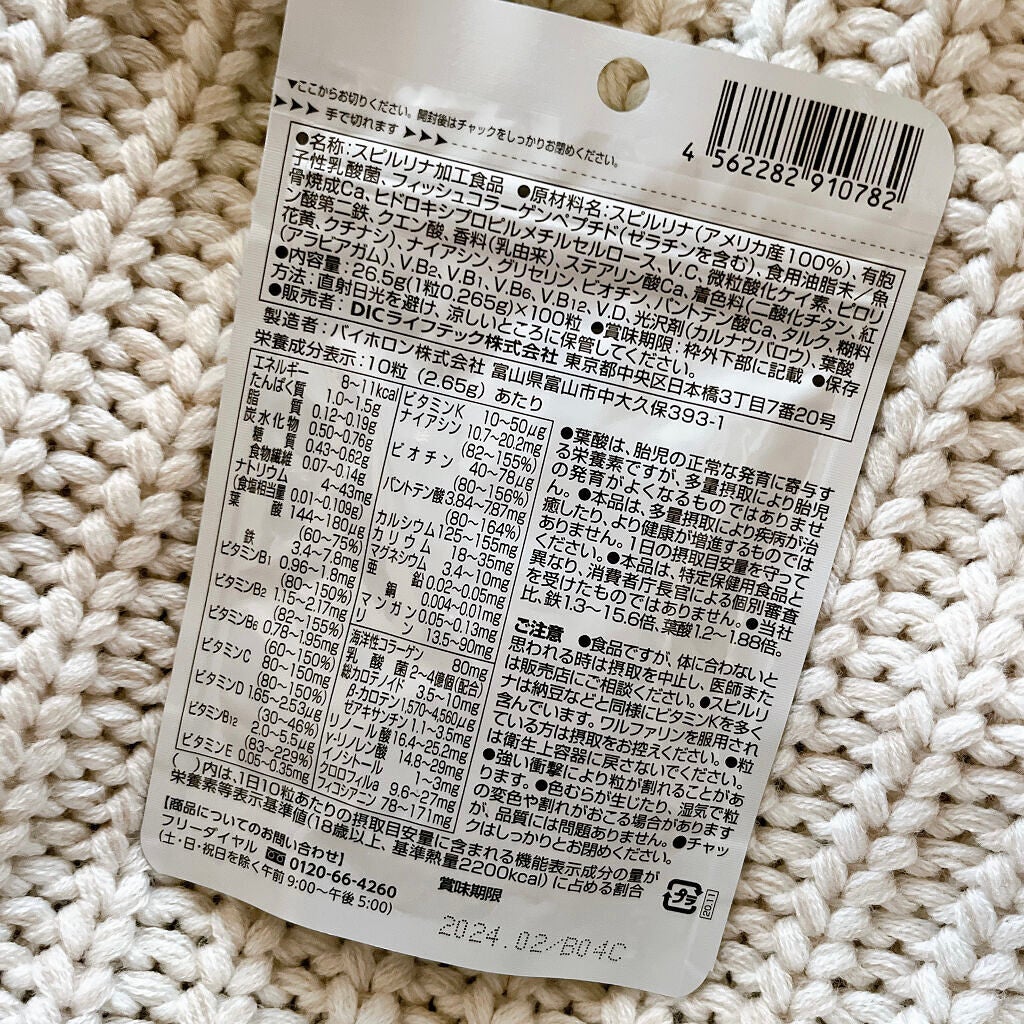 ▼ここからお切りください。開封後はチャックをしっかりお閉めください。
▶▶▶ 手で切れます ▶▶▶
4 562282 910782
●名称:スピルリナ加工食品 ●原材料名:スピルリナ(アメリカ産100%)、有胞
子性乳酸菌、フィッシュコラーゲンペプチド(ゼラチンを含む)、食用油脂末/魚
骨焼成Ca、ヒドロキシプロピルメチルセルロース、V.C、微粒酸化ケイ素、ピロリ
ン酸第二鉄、クエン酸、香料(乳由来)、ステアリン酸Ca、着色料(二酸化チタン、紅
花黄、クチナシ)、ナイアシン、グリセリン、ビオチン、パントテン酸Ca、タルク、糊料
(アラビアガム)、V.B2、V.B1、V.B6、V.B12、V.D、光沢剤(カルナウバロウ)、葉酸
●内容量:26.5g(1粒0.265g)×100粒 ●賞味期限:枠外下部に記載 ●保存
方法:直射日光を避け、涼しいところに保管してください。
●販売者:DICライフテック株式会社 東京都中央区日本橋3丁目7番20号
製造者:バイホロン株式会社 富山県富山市中大久保393-1
栄養成分表示:10粒(2.65g)あたり
エネルギー 8~11kcal
たんぱく質 1.0~1.5g
脂質 0.12~0.19g
炭水化物 0.50~0.76g
糖質 0.43~0.62g
食物繊維 0.07~0.14g
ナトリウム 4~43mg
(食塩相当量 0.01~0.109g)
葉酸 144~180μg
(60~75%)
鉄 3.4~7.8mg
ビタミンB1 0.96~1.8mg
(80~150%)
ビタミンB2 1.15~2.17mg
(82~155%)
ビタミンB6 0.78~1.95mg
(60~150%)
ビタミンC 80~150mg
(80~150%)
ビタミンD 1.65~2.53μg
(30~46%)
ビタミンB12 2.0~5.5μg
(83~229%)
ビタミンE 0.05~0.35mg
ビタミンK 10~50μg
ナイアシン 10.7~20.2mg
(82~155%)
ビオチン 40~78μg
(80~156%)
パントテン酸 3.84~7.87mg
(80~164%)
カルシウム 125~155mg
カリウム 18~35mg
マグネシウム 3.4~10mg
亜鉛 0.02~0.05mg
銅 0.004~0.01mg
マンガン 0.05~0.13mg
リン 13.5~90mg
海洋性コラーゲン 80mg
乳酸菌 2~4億個(配合)
総カロテノイド 3.5~10mg
β-カロテン 1,570~4,560μg
ゼアキサンチン 1.1~3.5mg
リノール酸 16.4~25.2mg
γ-リノレン酸 14.8~29mg
イノシトール 1~3mg
クロロフィルa 9.6~27mg
フィコシアニン 78~171mg
( )内は、1日10粒あたりの摂取目安量に含まれる機能表示成分の量が
栄養素等表示基準値(18歳以上、基準熱量2200kcal)に占める割合
●葉酸は、胎児の正常な発育に寄与す
る栄養素ですが、多量摂取により胎児
の発育がよくなるものではありませ
ん。●本品は、多量摂取により疾病が治
癒したり、より健康が増進するものでは
ありません。1日の摂取目安量を守って
ください。●本品は、特定保健用食品と
異なり、消費者庁長官による個別審査
を受けたものではありません。●当社
比、鉄1.3~15.6倍、葉酸1.2~1.88倍。
ご注意 ●食品ですが、体に合わないと
思われる時は摂取を中止し、医師また
は販売店にご相談ください。●スピルリ
ナは納豆などと同様にビタミンKを多く
含んでいます。ワルファリンを服用され
ている方は摂取をお控えください。●粒
は衛生上容器に戻さないでください。
●強い衝撃により粒が割れることがあ
ります。●色むらが生じたり、湿気で粒
の変色や割れがおこる場合があります
が、品質には問題ありません。●チャッ
クはしっかりとお閉めください。
【商品についてのお問い合わせ】
フリーダイヤル 0120-66-4260
(土・日・祝日を除く午前9:00~午後5:00)
賞味期限
2024.02/B04C
プラ
20.11